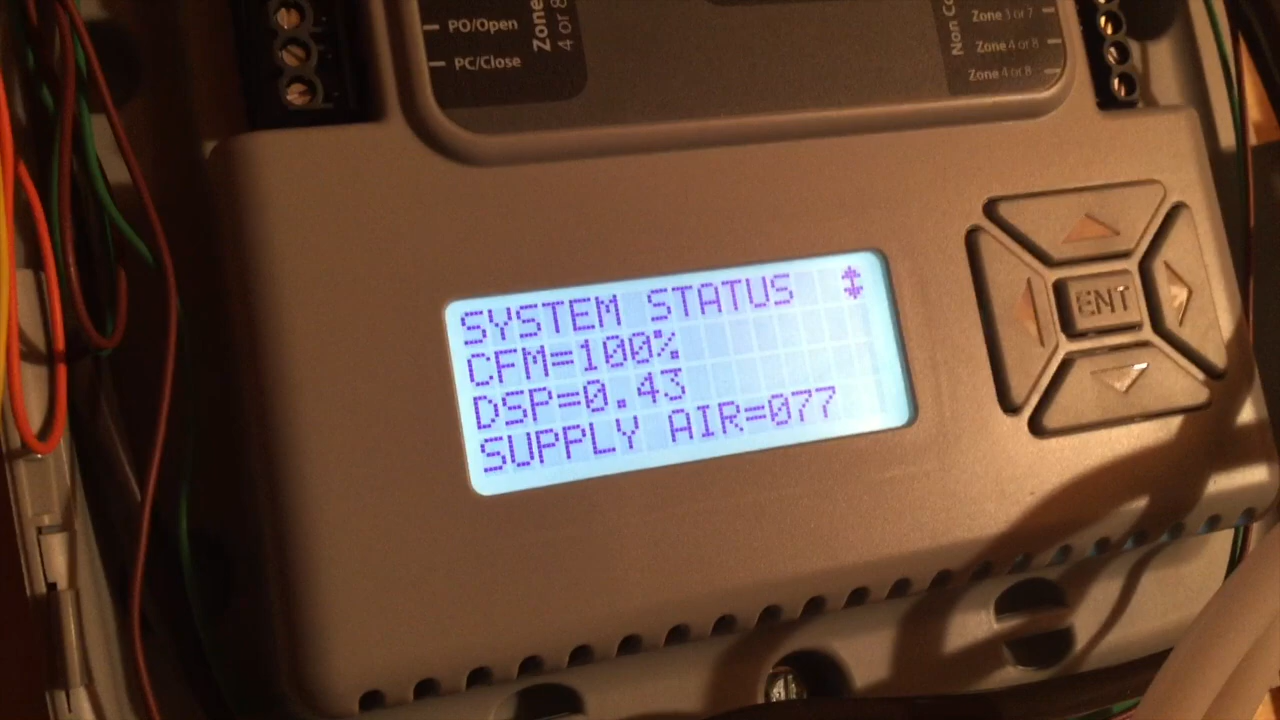 PO/Open
PC/Close
Zone
4 or 8
Non Co
Zone 3 or 7
Zone 4 or 8
Zone 4 or 8
SYSTEM STATUS
CFM=100%
DSP=0.43
SUPPLY AIR=077
ENT